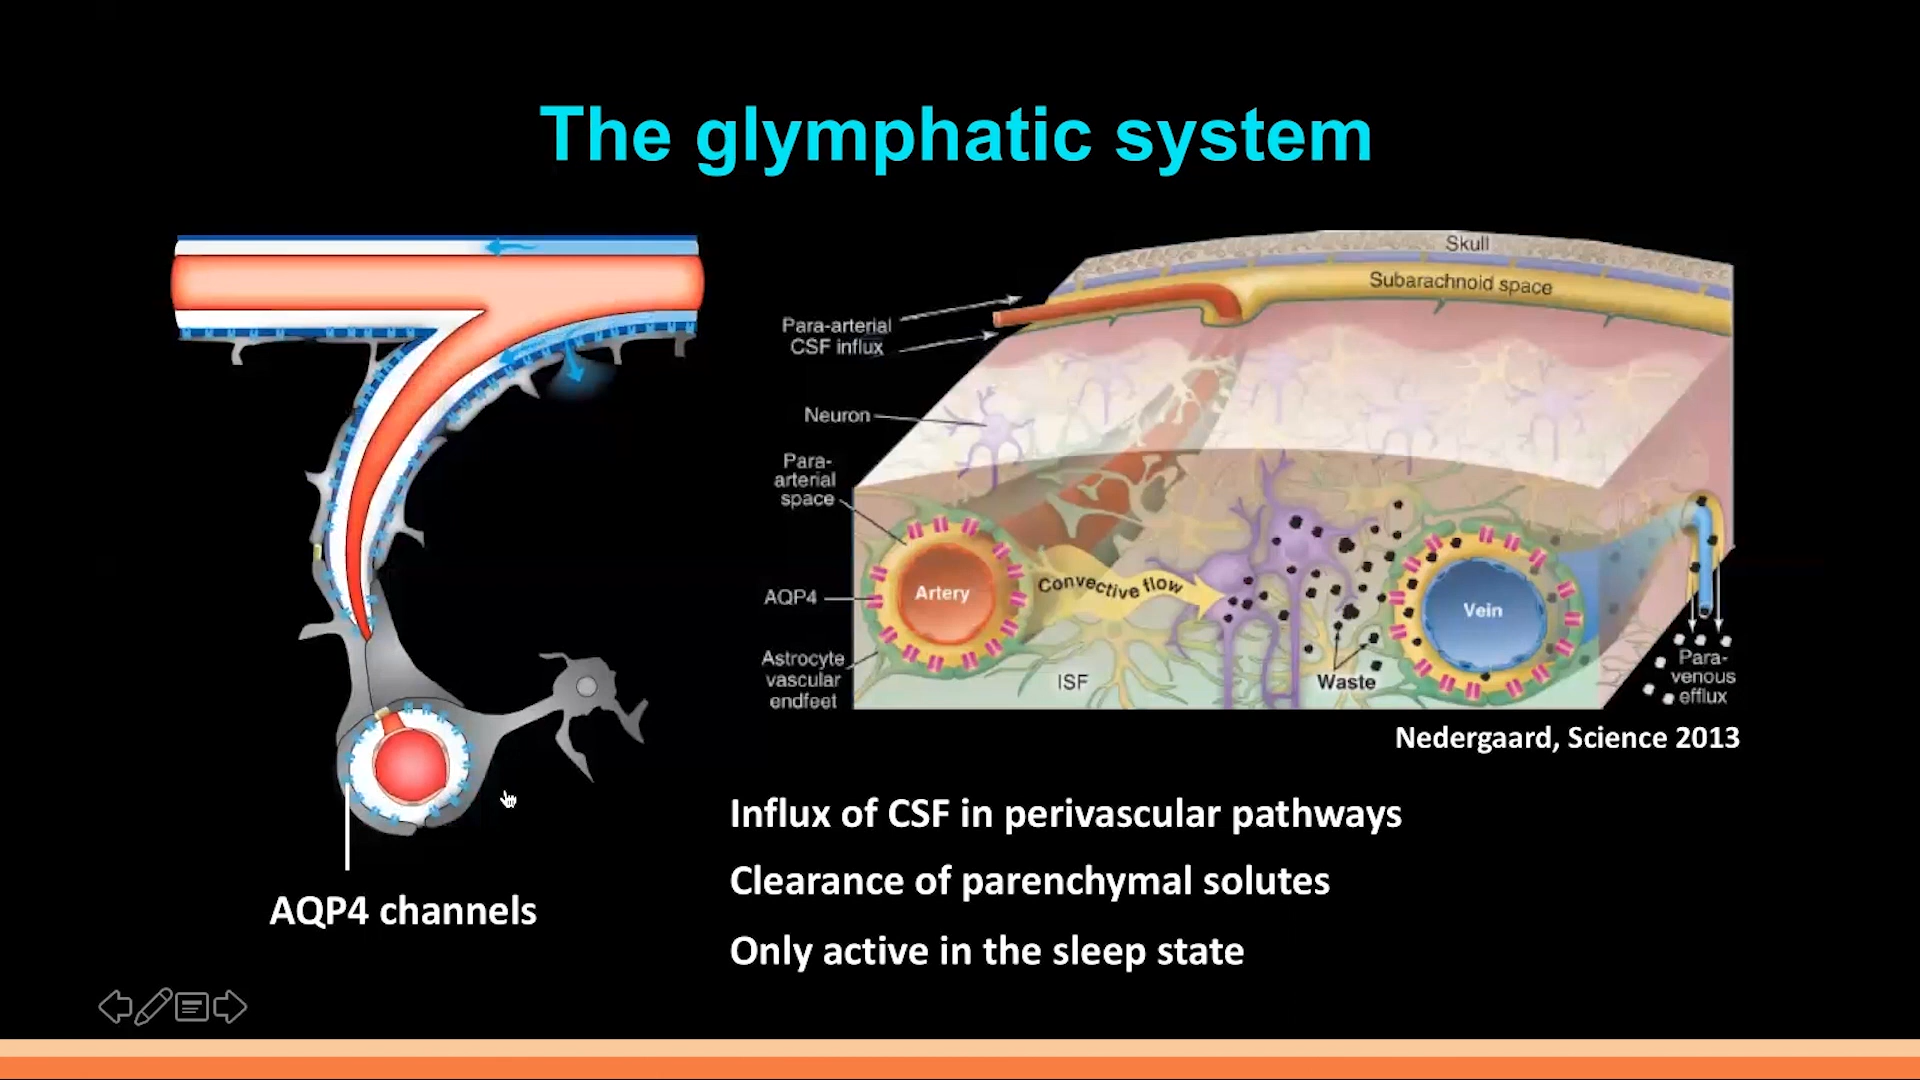 The glymphatic system
Skull
Subarachnoid space
Para-arterial
CSF influx
Neuron
Para-
arterial
space
AQP4
Astrocyte
vascular
endfeet
Artery
Convective flow
ISF
Waste
Vein
Para-
venous
efflux
Nedergaard, Science 2013
AQP4 channels
Influx of CSF in perivascular pathways
Clearance of parenchymal solutes
Only active in the sleep state